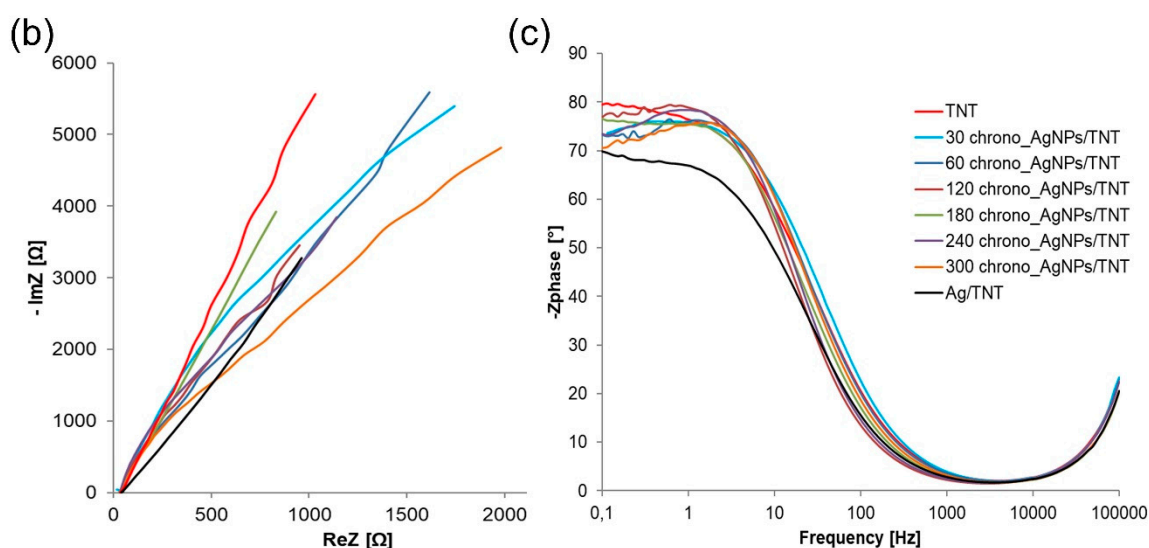 (b)
6000
5000
4000
3000
2000
1000
0
- ImZ [Ω]
0 500 1000 1500 2000
ReZ [Ω]
(c)
90
80
70
60
50
40
30
20
10
0
-Zphase [°]
0,1 1 10 100 1000 10000 100000
Frequency [Hz]
TNT
30 chrono_AgNPs/TNT
60 chrono_AgNPs/TNT
120 chrono_AgNPs/TNT
180 chrono_AgNPs/TNT
240 chrono_AgNPs/TNT
300 chrono_AgNPs/TNT
Ag/TNT